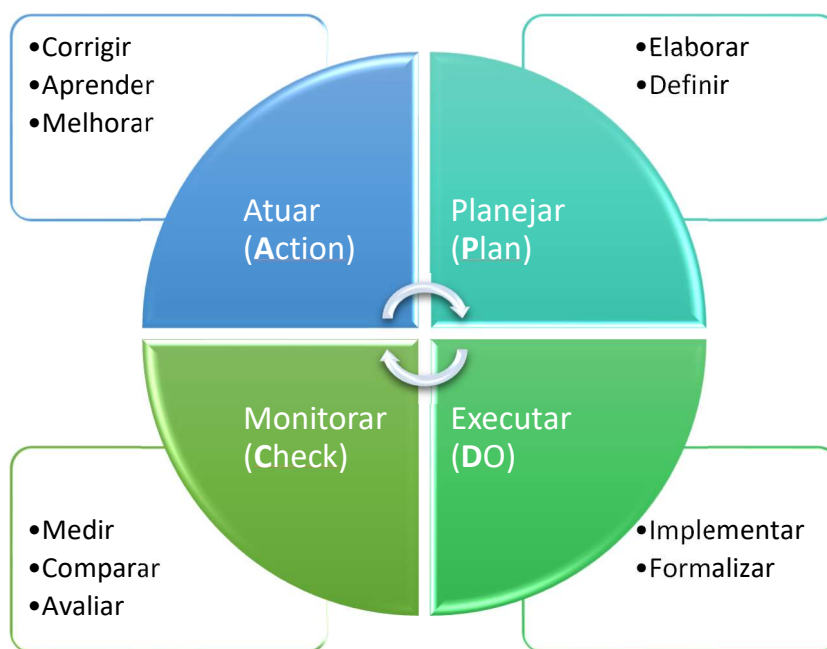 •Corrigir
•Aprender
•Melhorar
•Elaborar
•Definir
Atuar
(Action)
Planejar
(Plan)
Monitorar
(Check)
Executar
(DO)
•Medir
•Comparar
•Avaliar
•Implementar
•Formalizar